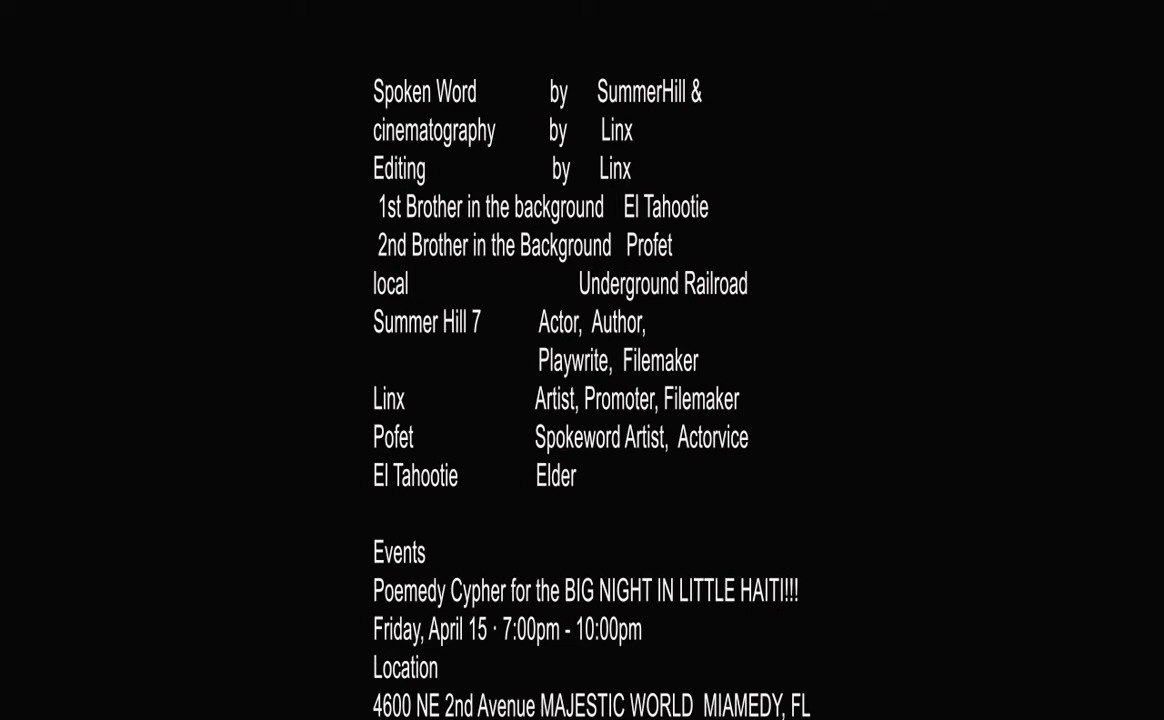 Spoken Word by SummerHill &
cinematography by Linx
Editing by Linx
1st Brother in the background El Tahootie
2nd Brother in the Background Profet
local Underground Railroad
Summer Hill 7 Actor, Author,
Playwrite, Filemaker
Linx Artist, Promoter, Filemaker
Pofet Spokeword Artist, Actorvice
El Tahootie Elder
Events
Poemedy Cypher for the BIG NIGHT IN LITTLE HAITI!!!
Friday, April 15 · 7:00pm - 10:00pm
Location
4600 NE 2nd Avenue MAJESTIC WORLD MIAMEDY, FL